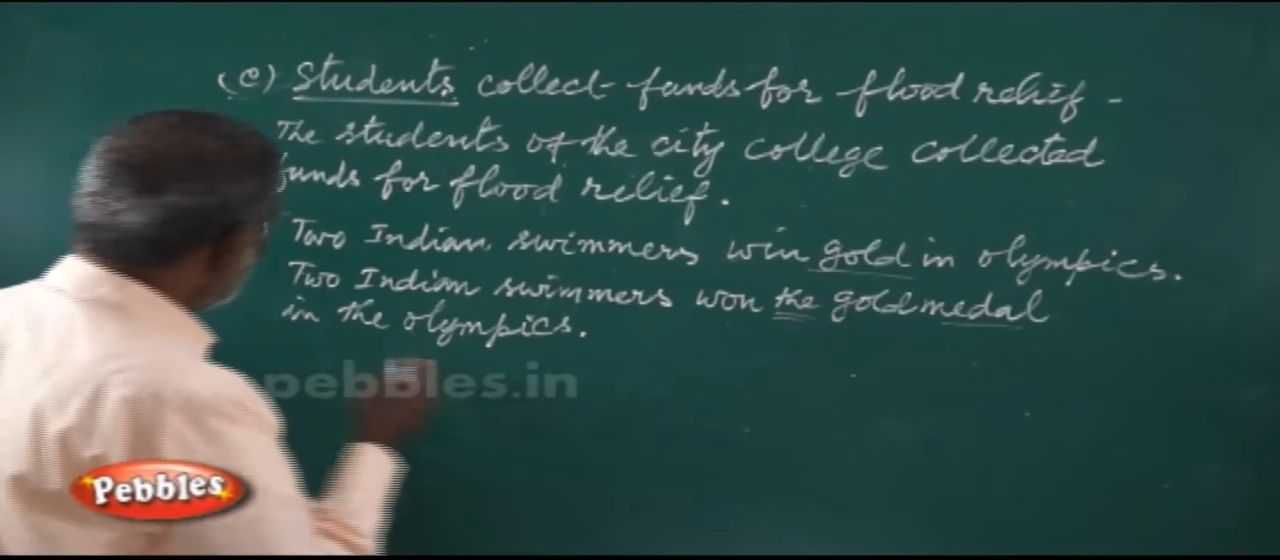 (e) Students collect funds for flood relief -
The students of the city college collected
funds for flood relief.
Two Indian swimmers win gold in olympics.
Two Indian swimmers won the gold medal
in the olympics.
pebbles.in
Pebbles